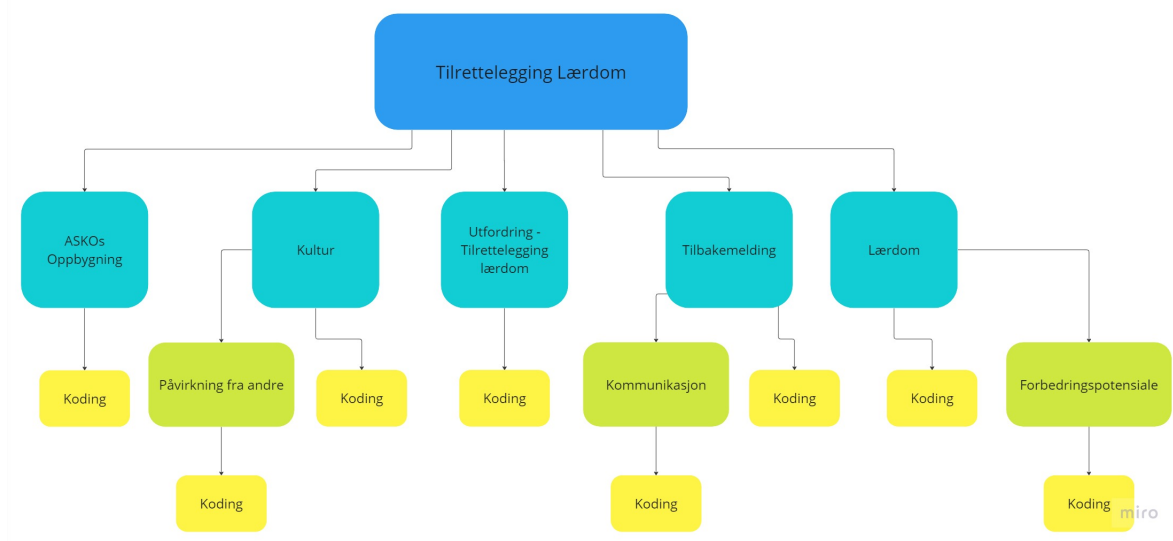 Tilrettelegging Lærdom
ASKOs
Oppbygning
Kultur
Utfordring -
Tilrettelegging
lærdom
Tilbakemelding
Lærdom
Koding
Påvirkning fra andre
Koding
Koding
Kommunikasjon
Koding
Koding
Forbedringspotensiale
Koding
Koding
Koding
miro